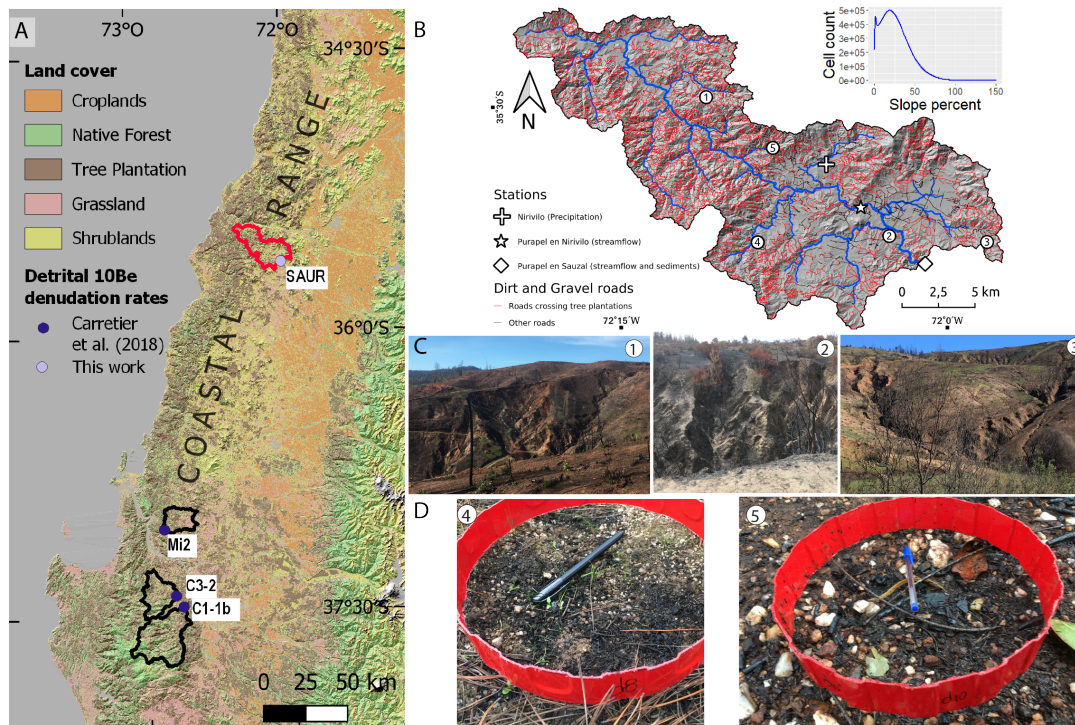 A
73°O
72°O
34°30'S
Land cover
Croplands
Native Forest
Tree Plantation
Grassland
Shrublands
Detrital 10Be
denudation rates
Carretier
et al. (2018)
This work
COASTAL RANGE
SAUR
36°0'S
Mi2
C3-2
C1-1b
37°30'S
0 25 50 km
B
35°30'S
N
Cell count
5e+05
4e+05
3e+05
2e+05
1e+05
0e+00
0 50 100 150
Slope percent
1
5
4
2
3
Stations
Nirivilo (Precipitation)
Purapel en Nirivilo (streamflow)
Purapel en Sauzal (streamflow and sediments)
Dirt and Gravel roads
Roads crossing tree plantations
Other roads
0 2,5 5 km
72°15'W
72°0'W
C
1
2
3
D
4
5